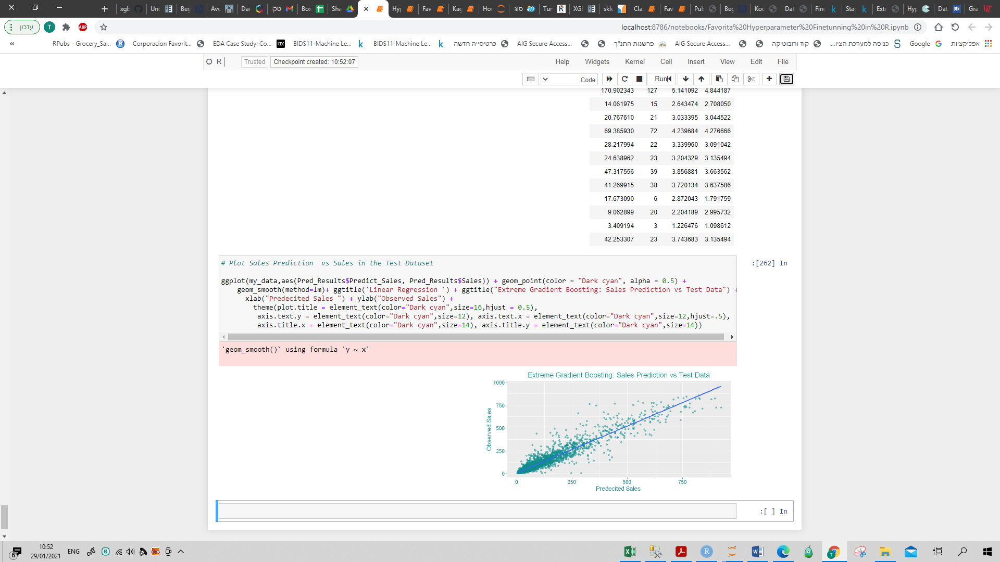 xgb
Unc
Beg
Avo
Dar
טקי
Box
Sha
Hyp
Fav
Kag
Hor
סוג
Tun
XGI
skle
Cla
Fav
Pul
Beg
Koc
Dat
Finc
Sta
Extr
Hyp
Dat
Gra
עדכון
T
ABP
localhost:8786/notebooks/Favorita%20Hyperparameter%20Finetunning%20in%20R.ipynb
«
RPubs - Grocery_Sa...
Corporacion Favorit...
EDA Case Study: Co...
BIDS11-Machine Le...
BIDS11-Machine Le...
כרטיסייה חדשה
AIG Secure Access...
פרשנות התנ"ך
AIG Secure Access...
קוד ורובוטיקה
כניסה למערכת הציו...
Google
אפליקציות
R
Trusted
Checkpoint created: 10:52:07
Help
Widgets
Kernel
Cell
Insert
View
Edit
File
Code
Run
170.902343 127 5.141092 4.844187
14.061975 15 2.643474 2.708050
20.767610 21 3.033395 3.044522
69.385930 72 4.239684 4.276666
28.217994 22 3.339960 3.091042
24.638962 23 3.204329 3.135494
47.317556 39 3.856881 3.663562
41.269915 38 3.720134 3.637586
17.673090 6 2.872043 1.791759
9.062899 20 2.204189 2.995732
3.409194 3 1.226476 1.098612
42.253307 23 3.743683 3.135494
:[262] In
# Plot Sales Prediction  vs Sales in the Test Dataset
ggplot(my_data,aes(Pred_Results$Predict_Sales, Pred_Results$Sales)) + geom_point(color = "Dark cyan", alpha = 0.5) +
geom_smooth(method=lm)+ ggtitle('Linear Regression ') + ggtitle("Extreme Gradient Boosting: Sales Prediction vs Test Data") +
xlab("Predecited Sales ") + ylab("Observed Sales") +
theme(plot.title = element_text(color="Dark cyan",size=16,hjust = 0.5),
axis.text.y = element_text(color="Dark cyan",size=12), axis.text.x = element_text(color="Dark cyan",size=12,hjust=.5),
axis.title.x = element_text(color="Dark cyan",size=14), axis.title.y = element_text(color="Dark cyan",size=14))
'geom_smooth()` using formula 'y ~ x`
Extreme Gradient Boosting: Sales Prediction vs Test Data
1000
750
500
250
0
Observed Sales
0
250
500
750
Predecited Sales
:[ ] In
10:52
29/01/2021
6
ENG